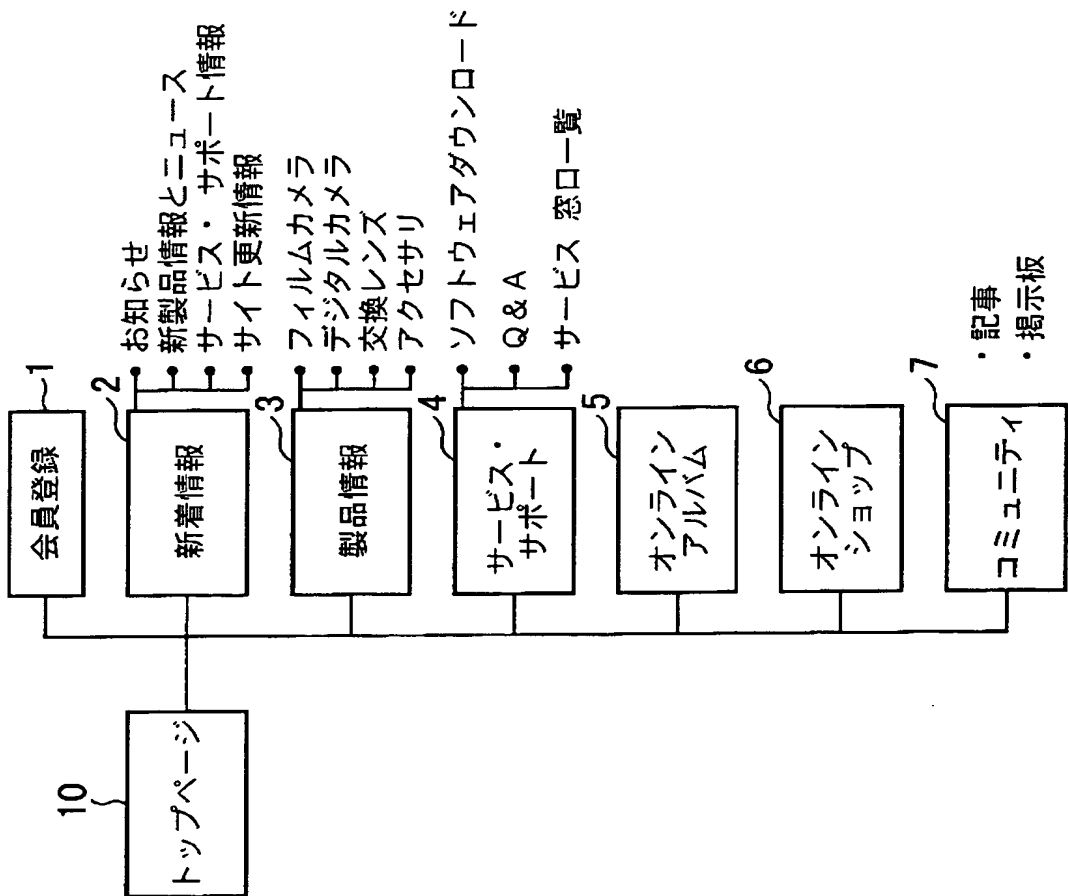 10
トップページ
1
会員登録
2
新着情報
お知らせ
新製品情報とニュース
サービス・サポート情報
サイト更新情報
3
製品情報
フィルムカメラ
デジタルカメラ
交換レンズ
アクセサリ
4
サービス・
サポート
ソフトウェアダウンロード
Q&A
サービス 窓口一覧
5
オンライン
アルバム
6
オンライン
ショップ
7
コミュニティ
・記事
・掲示板